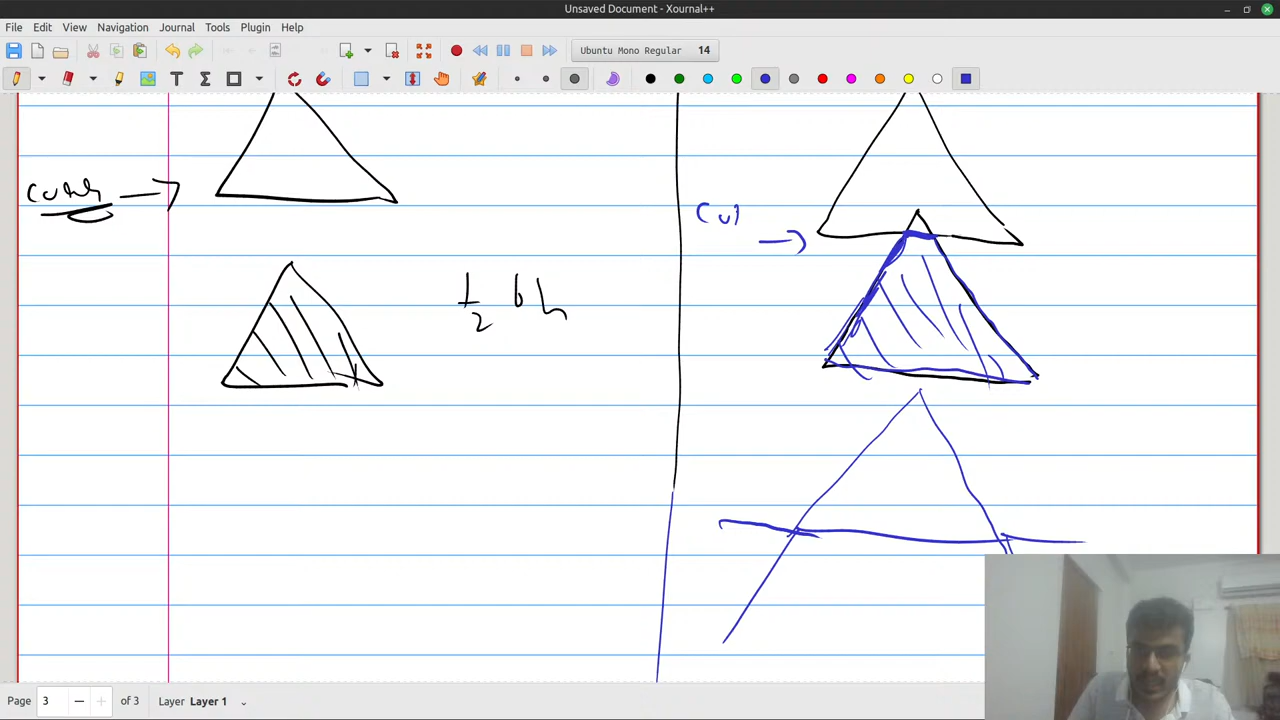 Unsaved Document - Xournal++
File Edit View Navigation Journal Tools Plugin Help
Ubuntu Mono Regular 14
Cut
1/2 b h
Page 3 of 3 Layer Layer 1